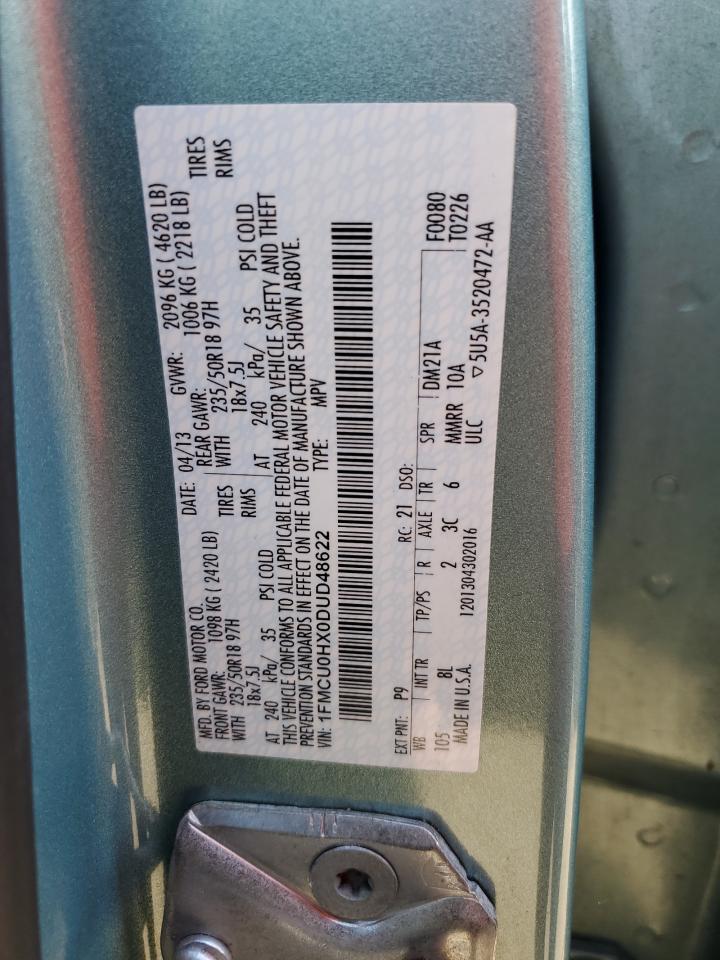 MFD. BY FORD MOTOR CO.
DATE: 04/13 GVWR: 2096 KG ( 4620 LB)
FRONT GAWR: 1098 KG ( 2420 LB) REAR GAWR: 1006 KG ( 2218 LB)
WITH 235/50R18 97H TIRES WITH 235/50R18 97H TIRES
18x7.5J RIMS 18x7.5J RIMS
AT 240 kPa/ 35 PSI COLD AT 240 kPa/ 35 PSI COLD
THIS VEHICLE CONFORMS TO ALL APPLICABLE FEDERAL MOTOR VEHICLE SAFETY AND THEFT
PREVENTION STANDARDS IN EFFECT ON THE DATE OF MANUFACTURE SHOWN ABOVE.
VIN: 1FMCU0HX0DUD48622 TYPE: MPV
F0080
T0226
EXT PNT: P9 RC: 21 DSO:
WB INT TR TP/PS R AXLE TR SPR DM21A
105 8L 2 3C 6 MMRR 10A
MADE IN U.S.A. 1201304302016 ULC ▽5U5A-3520472-AA